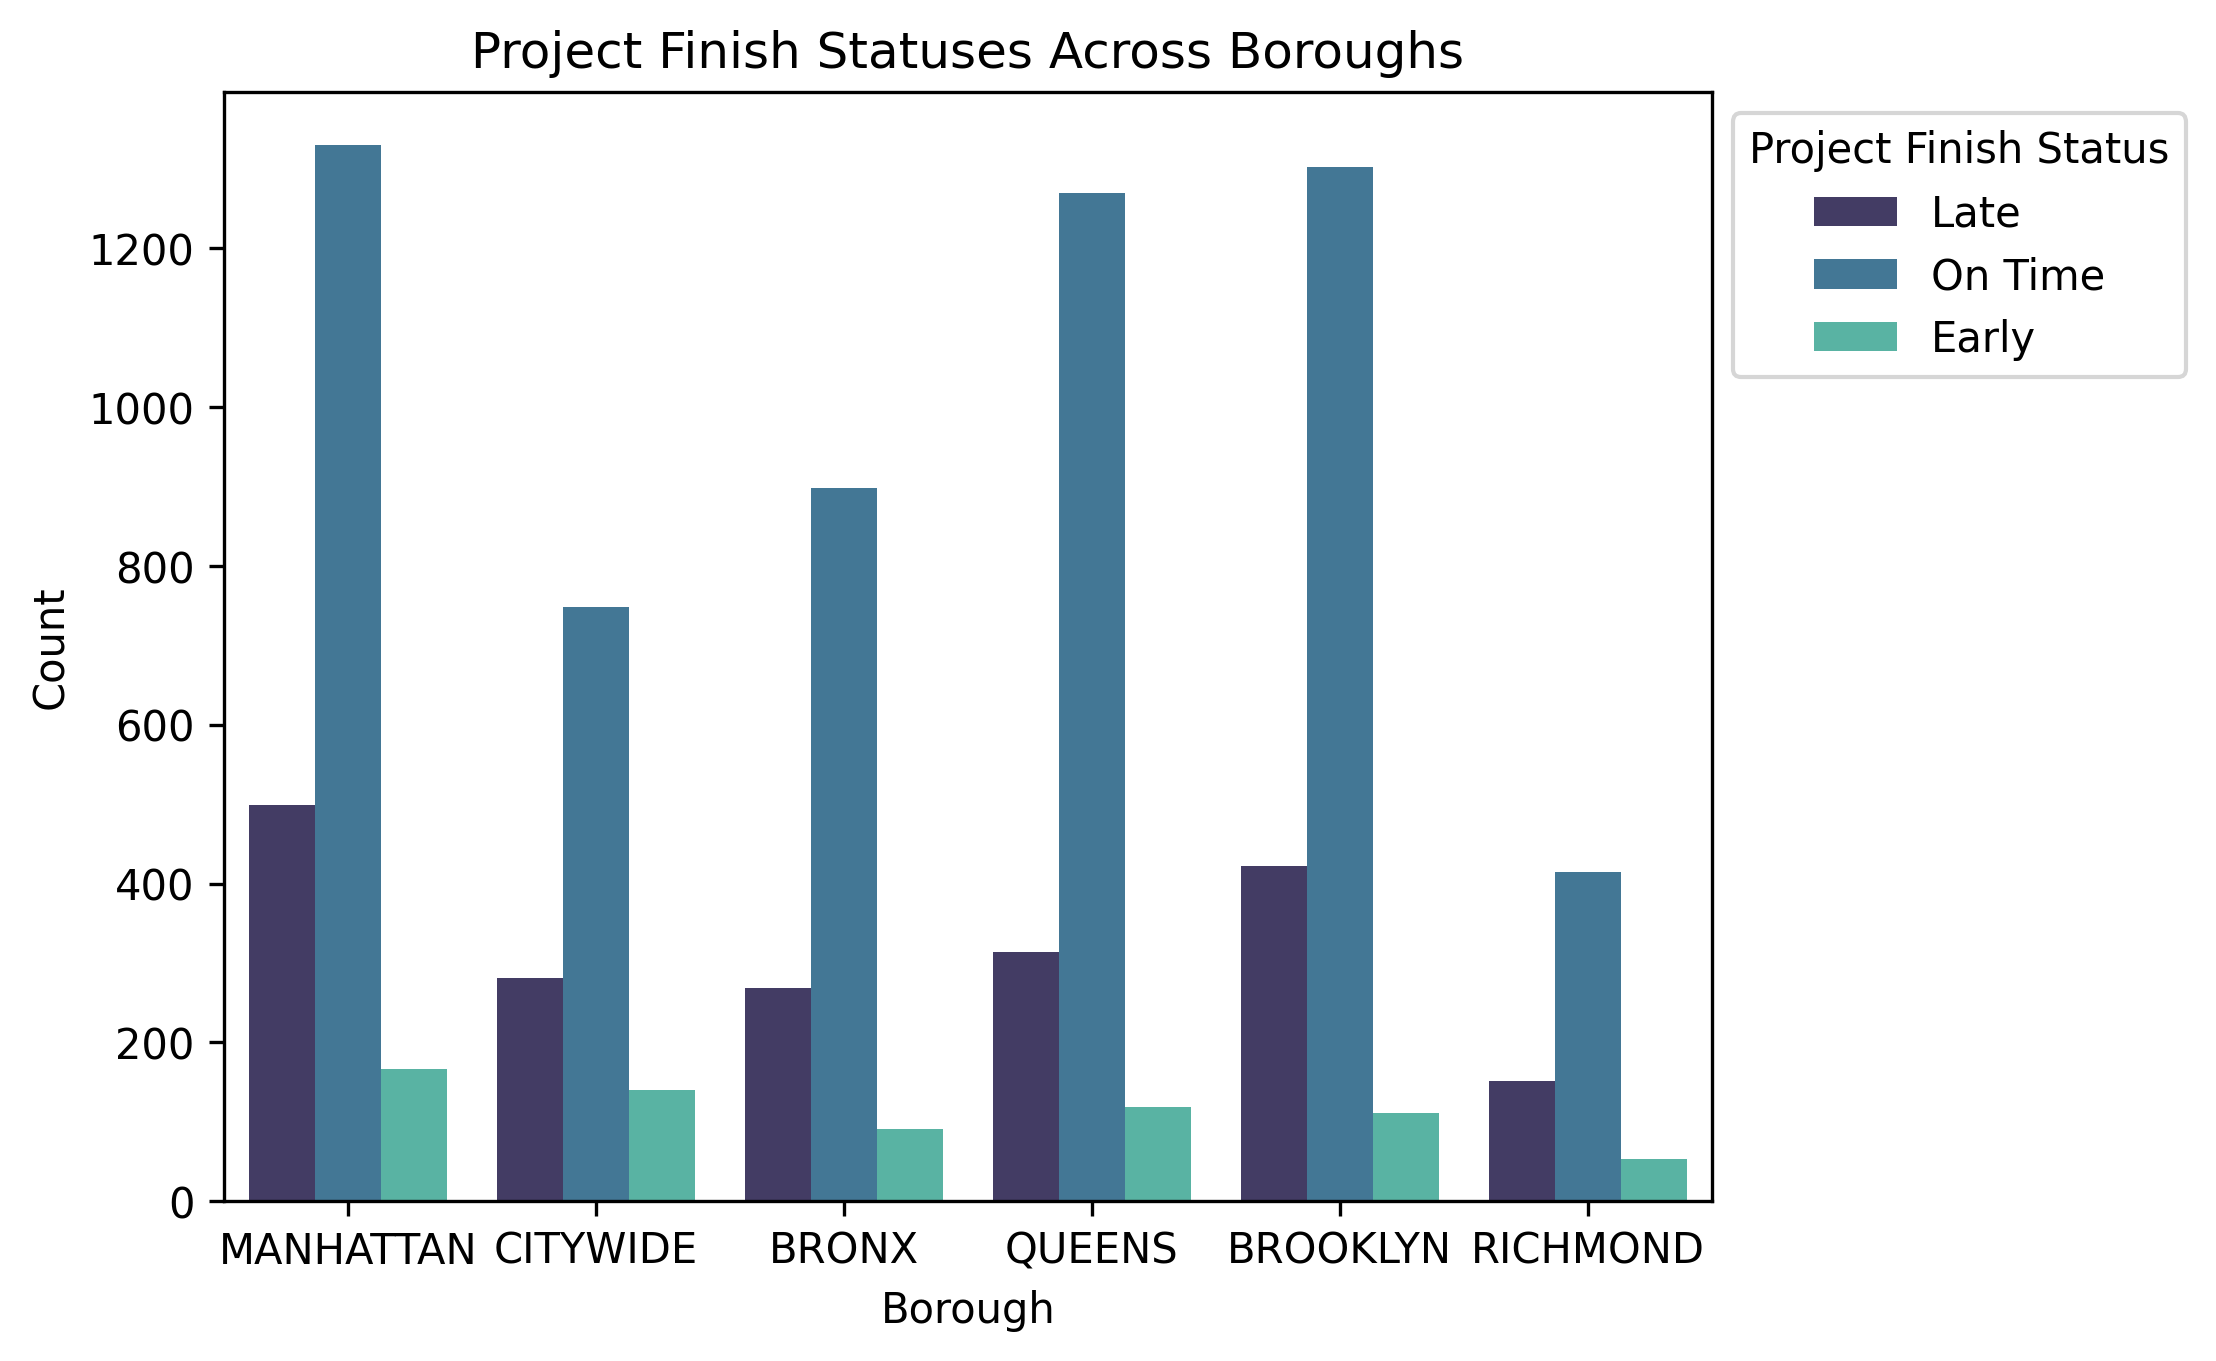 Project Finish Statuses Across Boroughs
Project Finish Status
Late
On Time
Early
Count
1200
1000
800
600
400
200
0
MANHATTAN CITYWIDE BRONX QUEENS BROOKLYN RICHMOND
Borough